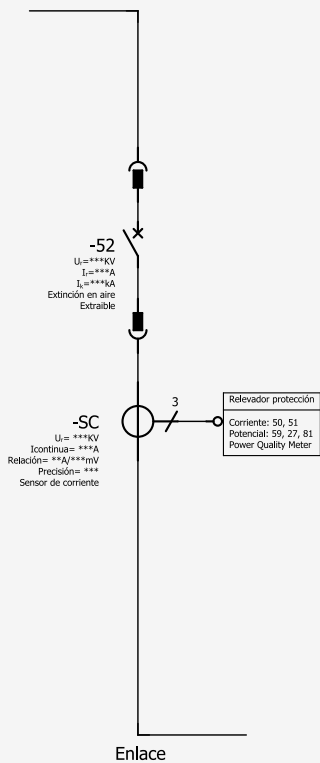 -52
Uᵣ=***KV
Iᵣ=***A
Iₖ=***kA
Extinción en aire
Extraible
3
-SC
Uᵣ= ***KV
Icontinua= ***A
Relación= **A/***mV
Precisión= ***
Sensor de corriente
Relevador protección
Corriente: 50, 51
Potencial: 59, 27, 81
Power Quality Meter
Enlace